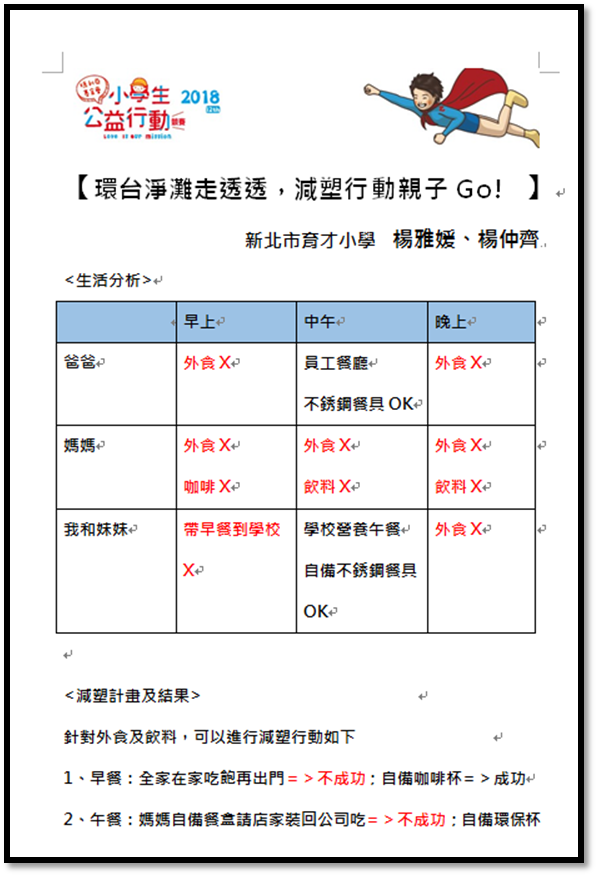 小學生 2018
公益行動
Love is our mission
【環台淨灘走透透，減塑行動親子 Go! 】
新北市育才小學 楊雅媛、楊仲齊
<生活分析>
早上 中午 晚上
爸爸 外食 X 員工餐廳 外食 X
不銹鋼餐具 OK
媽媽 外食 X 外食 X 外食 X
咖啡 X 飲料 X 飲料 X
我和妹妹 帶早餐到學校 學校營養午餐 外食 X
X 自備不銹鋼餐具
OK
<減塑計畫及結果>
針對外食及飲料，可以進行減塑行動如下
1、早餐：全家在家吃飽再出門=＞不成功；自備咖啡杯=＞成功
2、午餐：媽媽自備餐盒請店家裝回公司吃=＞不成功；自備環保杯